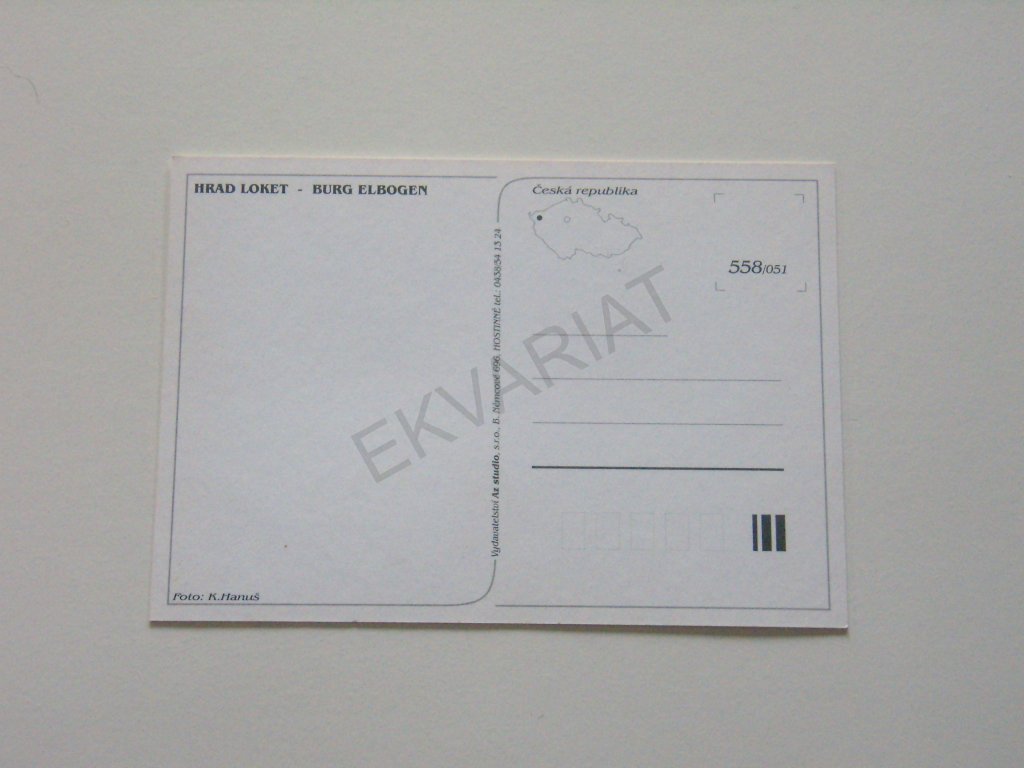 HRAD LOKET - BURG ELBOGEN
Foto: K.Hanuš
Vydavatelství Az studio, s.r.o., B. Němcové 696, HOSTINNÉ tel.: 0438/94 13 24
Česká republika
558/051
EKVARIAT